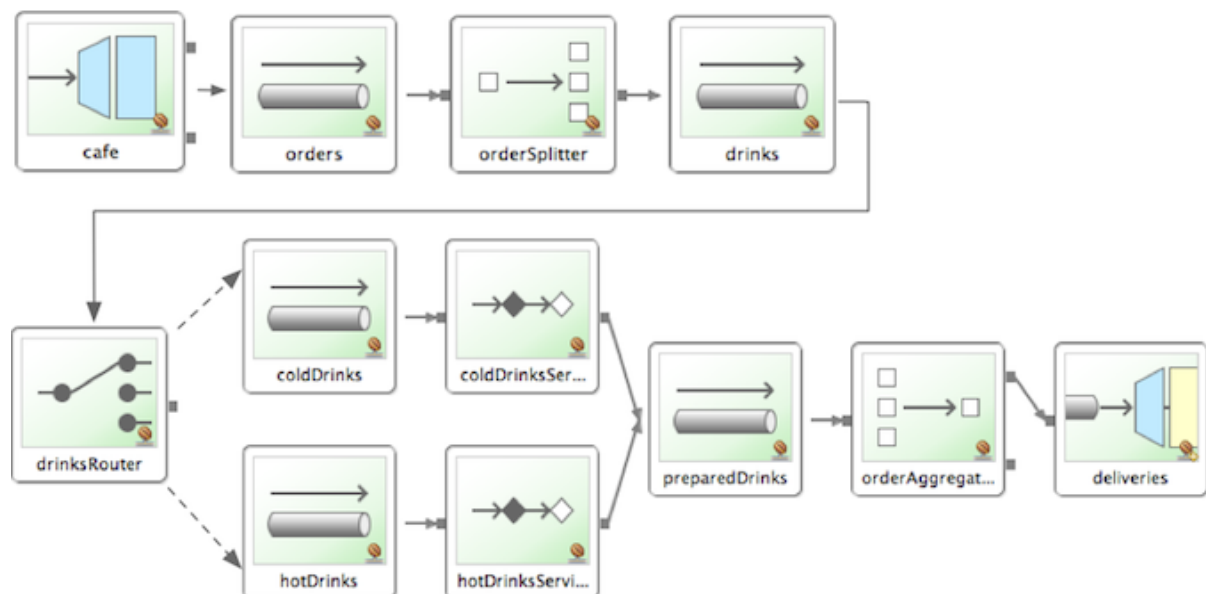 cafe
orders
orderSplitter
drinks
drinksRouter
coldDrinks
coldDrinksSer...
hotDrinks
hotDrinksServi...
preparedDrinks
orderAggregat...
deliveries